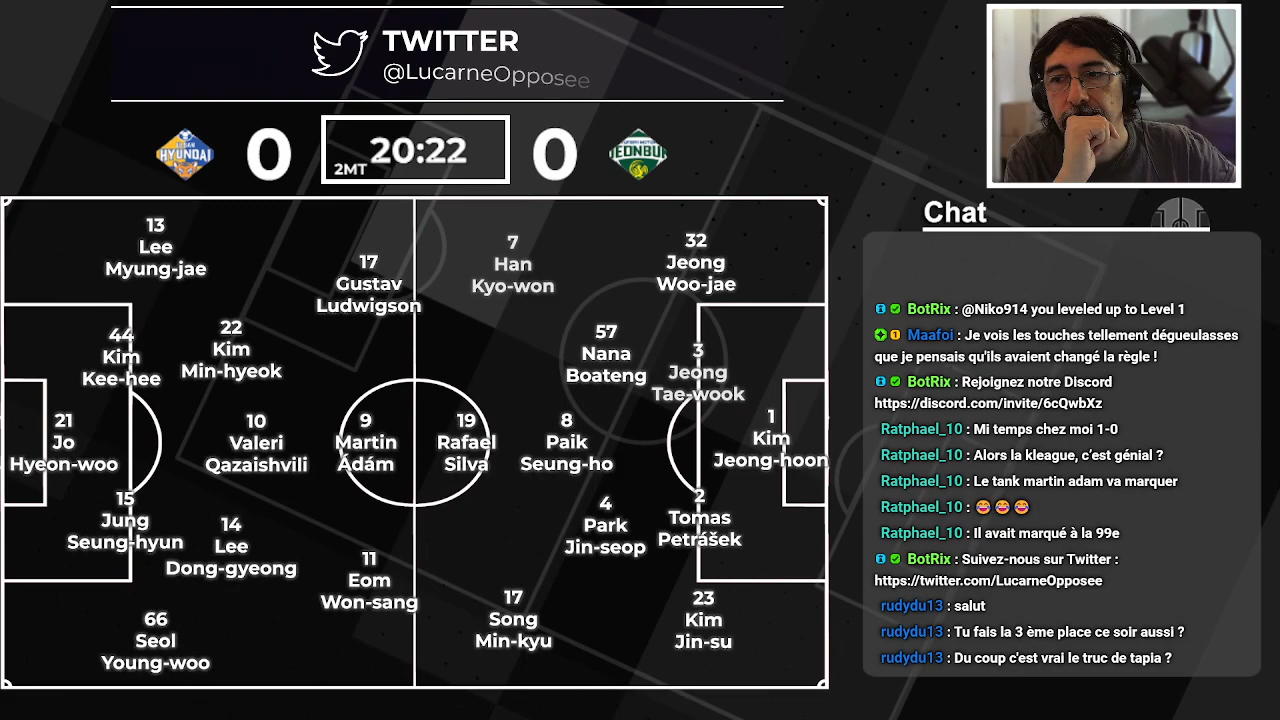 TWITTER
@LucarneOpposee
HYUNDAI
0
2MT 20:22
0
13
Lee
Myung-jae
17
Gustav
Ludwigson
7
Han
Kyo-won
32
Jeong
Woo-jae
44
Kim
Kee-hee
22
Kim
Min-hyeok
57
Nana
Boateng
3
Jeong
Tae-wook
21
Jo
Hyeon-woo
10
Valeri
Qazaishvili
9
Martin
Ádám
19
Rafael
Silva
8
Paik
Seung-ho
1
Kim
Jeong-hoon
15
Jung
Seung-hyun
14
Lee
Dong-gyeong
11
Eom
Won-sang
4
Park
Jin-seop
2
Tomas
Petrášek
66
Seol
Young-woo
17
Song
Min-kyu
23
Kim
Jin-su
Chat
BotRix : @Niko914 you leveled up to Level 1
1 Maafoi : Je vois les touches tellement dégueulasses
que je pensais qu'ils avaient changé la règle !
BotRix : Rejoignez notre Discord
https://discord.com/invite/6cQwbXz
Ratphael_10 : Mi temps chez moi 1-0
Ratphael_10 : Alors la kleague, c'est génial ?
Ratphael_10 : Le tank martin adam va marquer
Ratphael_10 : 😂 😂 😂
Ratphael_10 : Il avait marqué à la 99e
BotRix : Suivez-nous sur Twitter :
https://twitter.com/LucarneOpposee
rudydu13 : salut
rudydu13 : Tu fais la 3 ème place ce soir aussi ?
rudydu13 : Du coup c'est vrai le truc de tapia ?